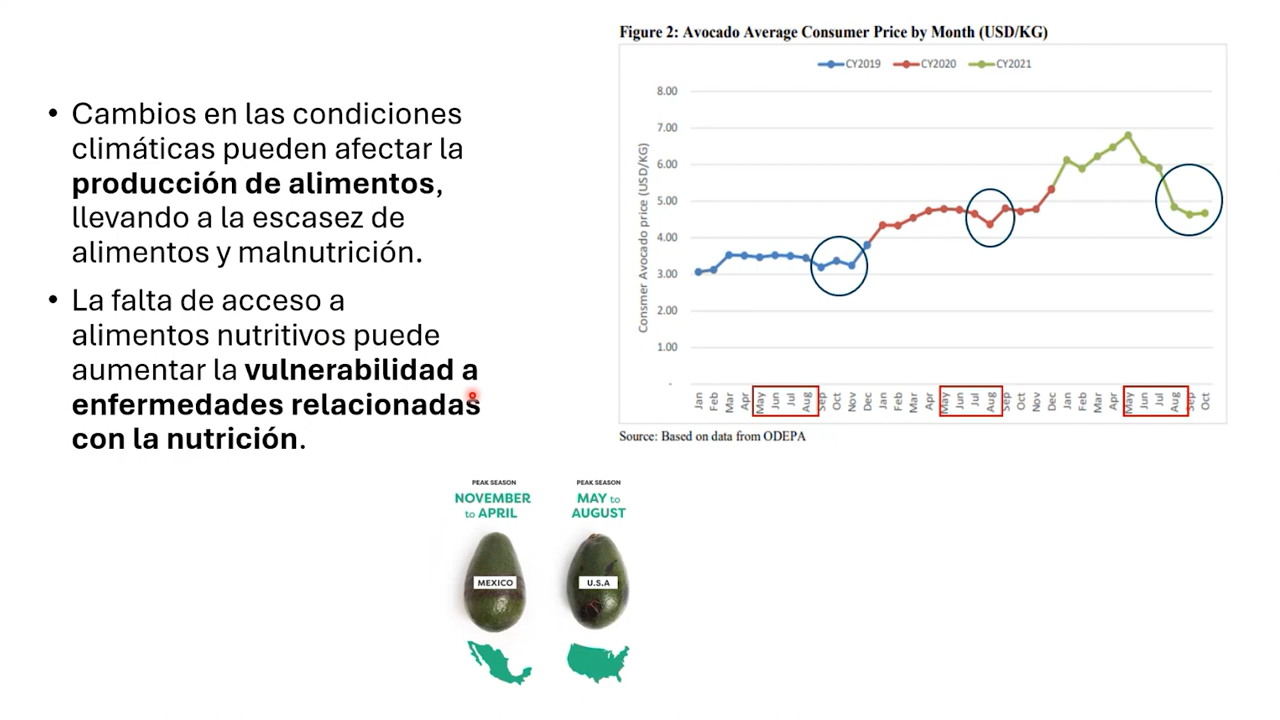 • Cambios en las condiciones
climáticas pueden afectar la
producción de alimentos,
llevando a la escasez de
alimentos y malnutrición.
• La falta de acceso a
alimentos nutritivos puede
aumentar la vulnerabilidad a
enfermedades relacionadas
con la nutrición.
Figure 2: Avocado Average Consumer Price by Month (USD/KG)
CY2019 CY2020 CY2021
Consmer Avocado price (USD/KG)
8.00
7.00
6.00
5.00
4.00
3.00
2.00
1.00
-
Jan Feb Mar Apr May Jun Jul Aug Sep Oct Nov Dec Jan Feb Mar Apr May Jun Jul Aug Sep Oct Nov Dec Jan Feb Mar Apr May Jun Jul Aug Sep Oct
Source: Based on data from ODEPA
PEAK SEASON
NOVEMBER
to APRIL
MEXICO
PEAK SEASON
MAY to
AUGUST
U.S.A